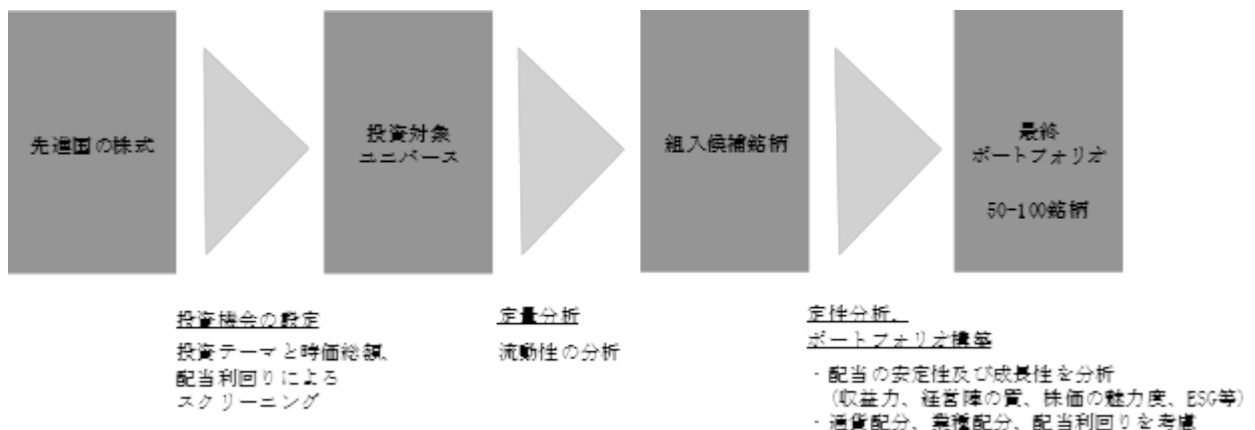 先進国の株式
投資対象
ユニバース
組入候補銘柄
最終
ポートフォリオ
50-100銘柄
投資機会の設定
投資テーマと時価総額、
配当利回りによる
スクリーニング
定量分析
流動性の分析
定性分析、
ポートフォリオ構築
・配当の安定性及び成長性を分析
（収益力、経営陣の質、株価の魅力度、ESG等）
・通貨配分、業種配分、配当利回りを考慮